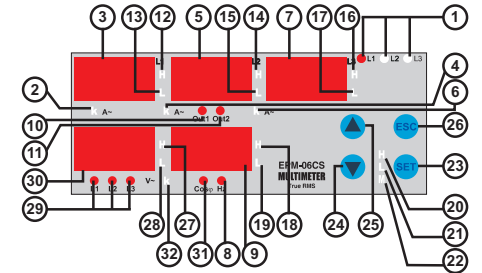 3 13 12 5 15 14 7 17 16 1
L1 L2 L3 L1 L2 L3
H H H
L L L
2 k A~ k A~ k A~ 4
6
10 Out1 Out2 ESC 26
11 H H
30 L L EPM-06CS H SET 23
MULTIMETER L
True RMS M
29 L1 L2 L3 V~ k Cosφ Hz 20
21
22
28 27 19 18 24 25
32 31 8 9